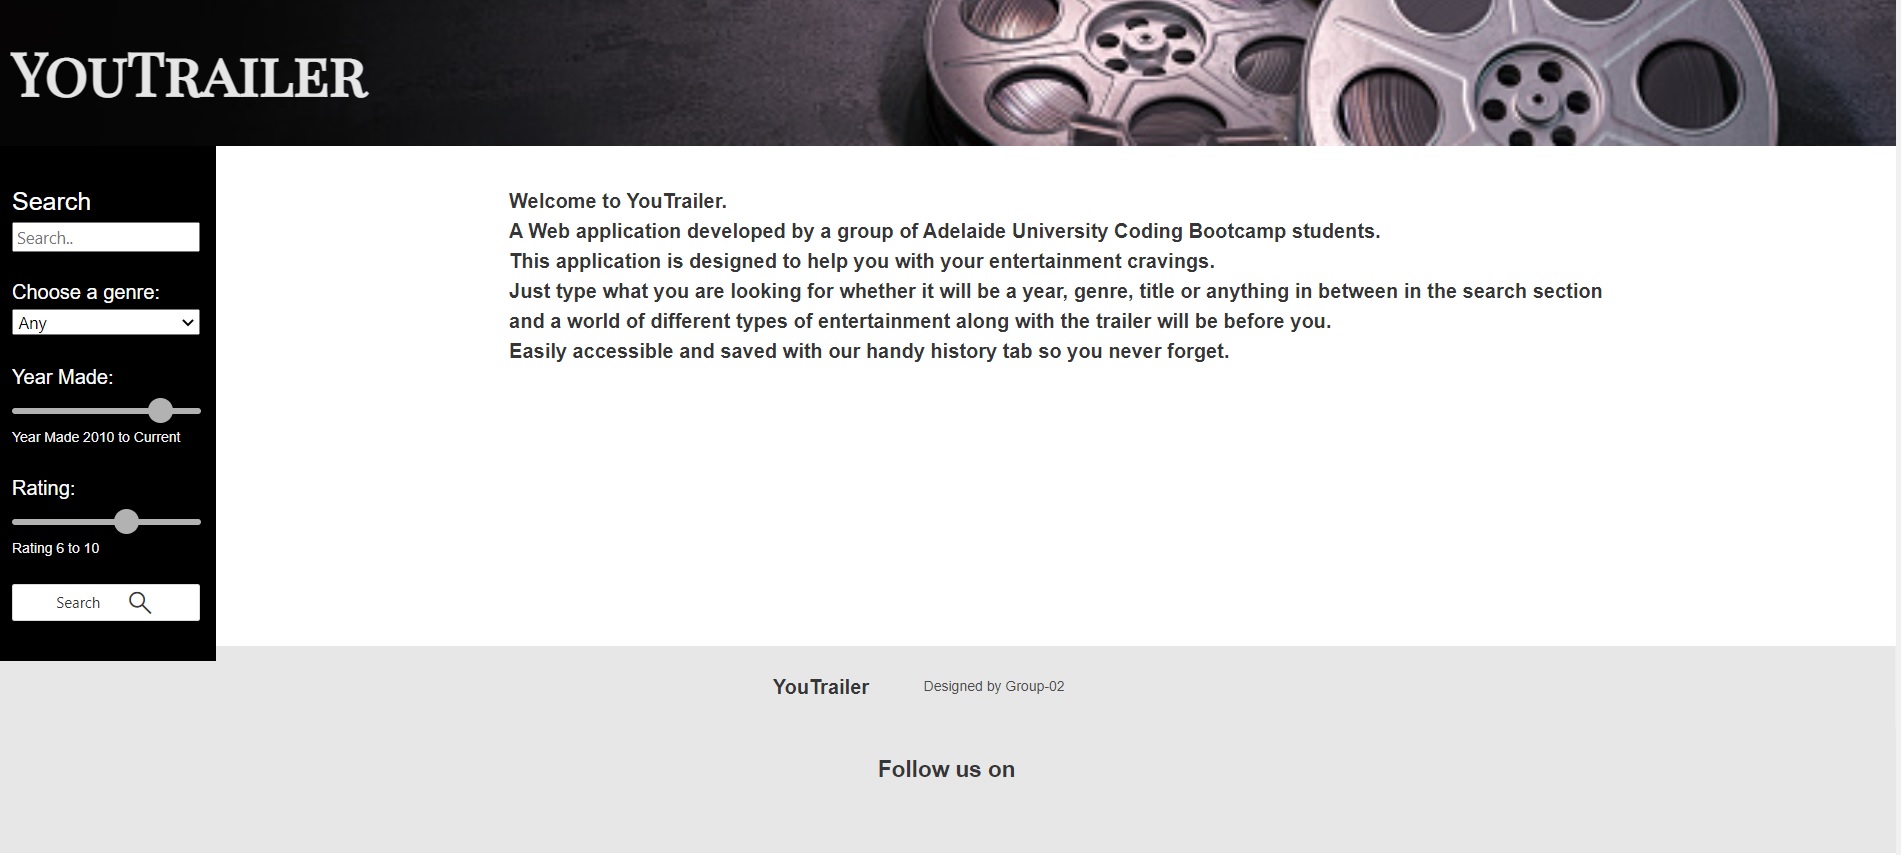 YOUTRAILER
Search
Search..
Choose a genre:
Any
Year Made:
Year Made 2010 to Current
Rating:
Rating 6 to 10
Search
Welcome to YouTrailer.
A Web application developed by a group of Adelaide University Coding Bootcamp students.
This application is designed to help you with your entertainment cravings.
Just type what you are looking for whether it will be a year, genre, title or anything in between in the search section
and a world of different types of entertainment along with the trailer will be before you.
Easily accessible and saved with our handy history tab so you never forget.
YouTrailer
Designed by Group-02
Follow us on